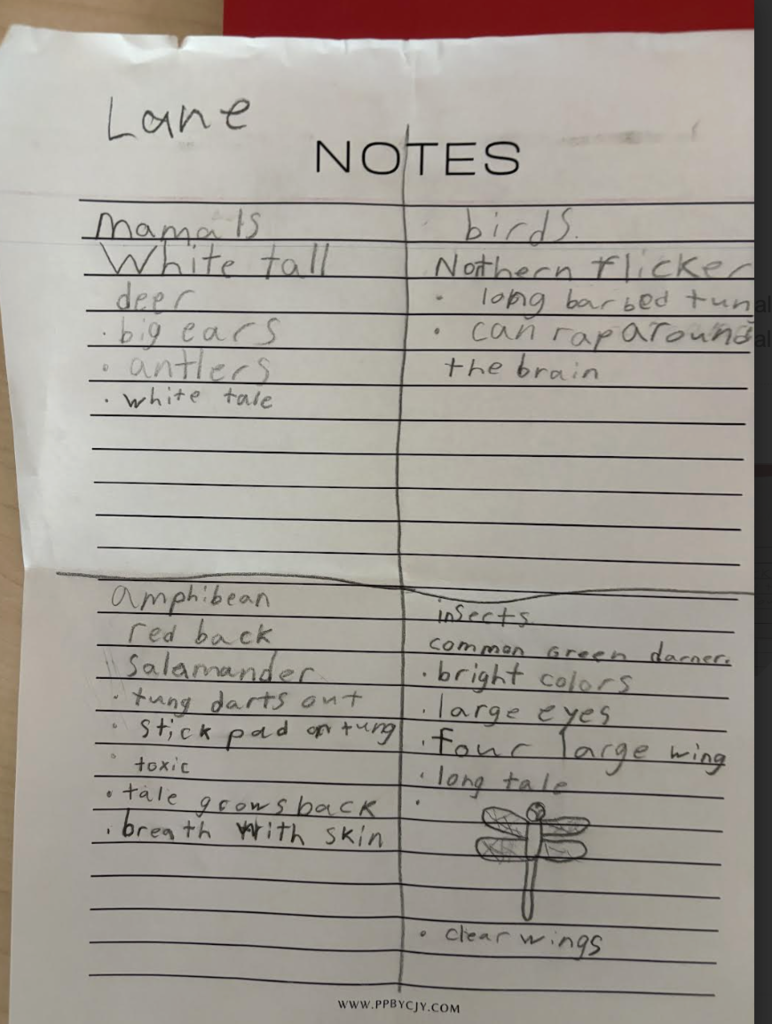 Lane
NOTES
mamals
White tall
deer
· big ears
· antlers
· white tale
birds.
Nothern flicker
· long barbed tun
· can rap around
the brain
amphibean
red back
Salamander
· tung darts out
· stick pad on tung
· toxic
· tale grows back
· breath with skin
insects
common Green darner.
· bright colors
· large eyes
· four large wing
· long tale
·
· clear wings
WWW.PPBYCJY.COM